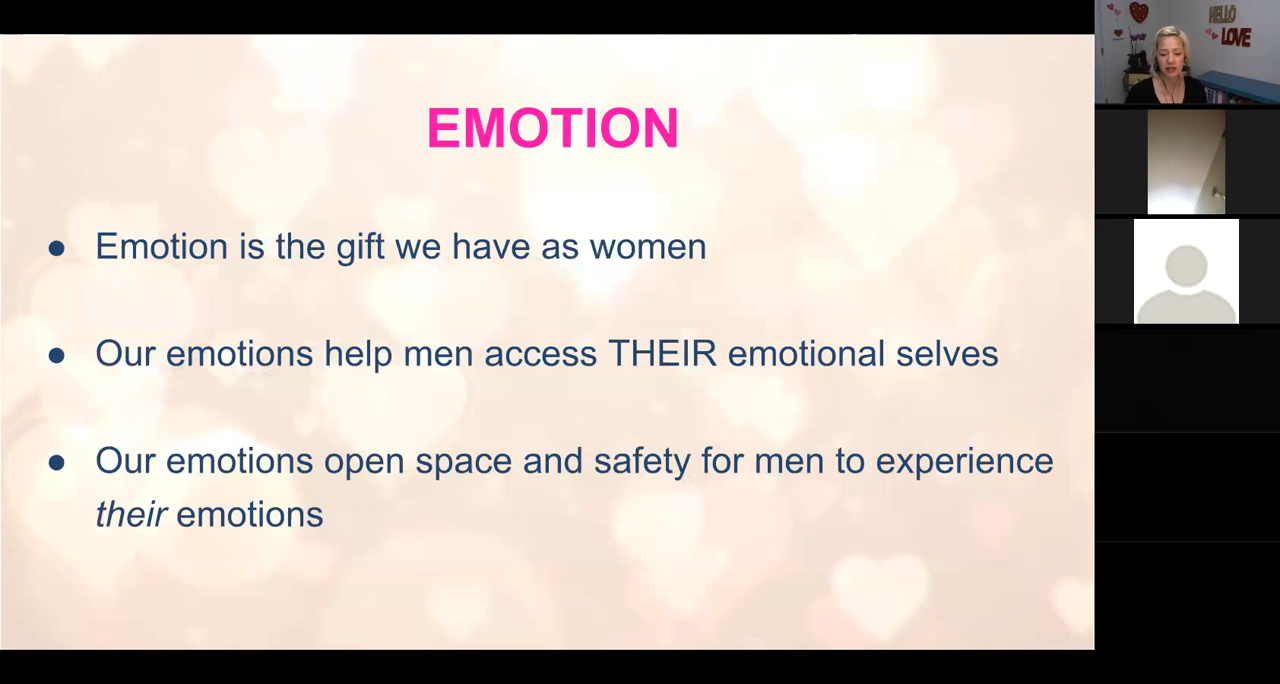 EMOTION
● Emotion is the gift we have as women
● Our emotions help men access THEIR emotional selves
● Our emotions open space and safety for men to experience
their emotions
HELLO
LOVE